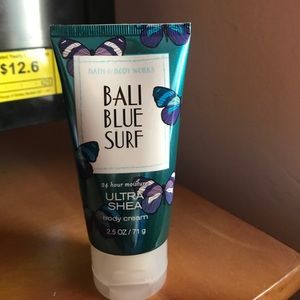 $12.6
BATH & BODY WORKS
BALI
BLUE
SURF
24 hour moisture
ULTRA
SHEA
body cream
2.5 OZ / 71 g